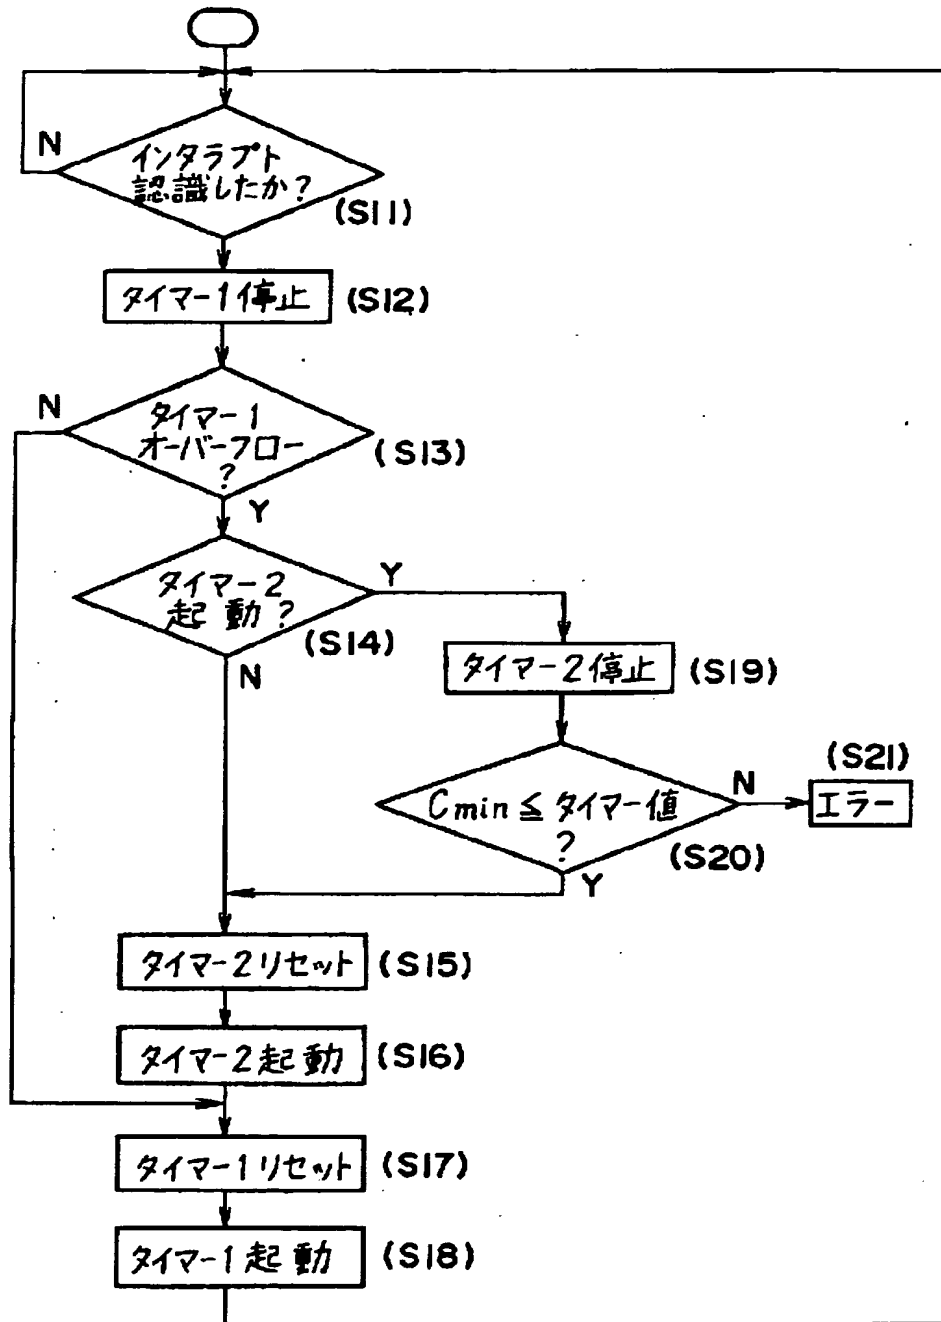 N
インタラプト
認識したか?
(S11)
タイマー1停止
(S12)
N
タイマー1
オーバーフロー
?
(S13)
Y
タイマー2
起動?
(S14)
Y
N
タイマー2停止
(S19)
Cmin≦タイマー値
?
(S20)
N
Y
(S21)
エラー
タイマー2リセット
(S15)
タイマー2起動
(S16)
タイマー1リセット
(S17)
タイマー1起動
(S18)